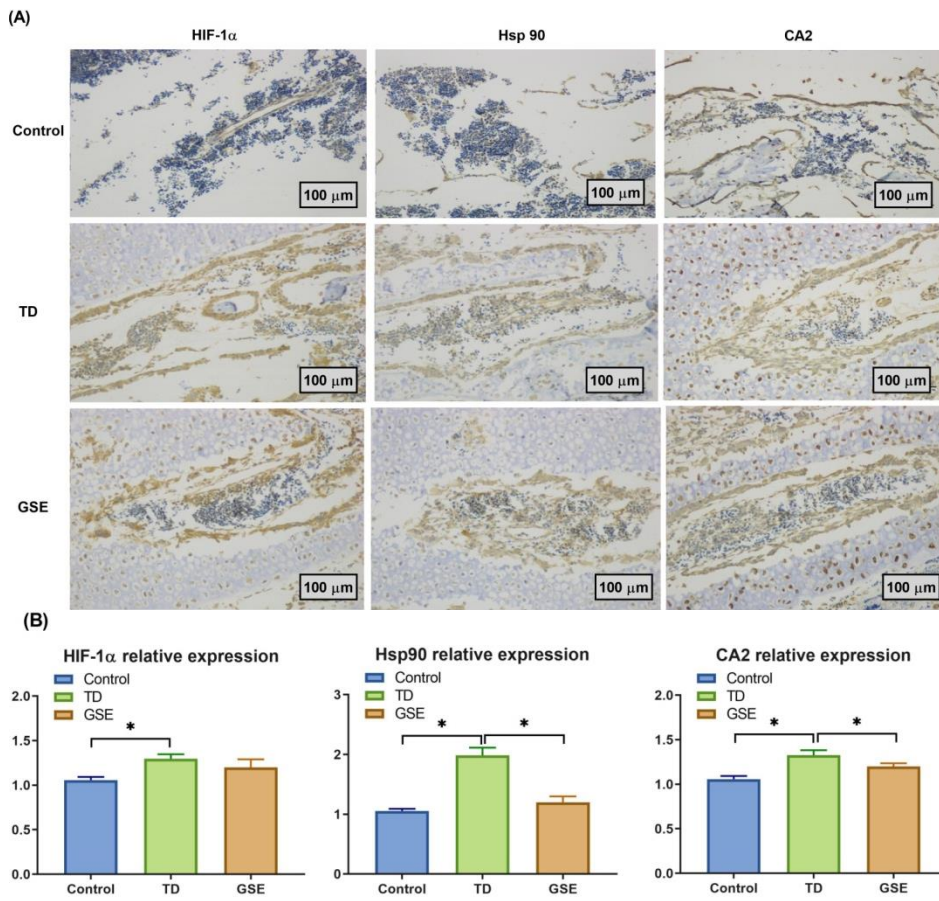 (A)
HIF-1α
Hsp 90
CA2
Control
100 μm
100 μm
100 μm
TD
100 μm
100 μm
100 μm
GSE
100 μm
100 μm
100 μm
(B)
HIF-1α relative expression
Control
TD
GSE
*
2.0
1.5
1.0
0.5
0.0
Control TD GSE
Hsp90 relative expression
Control
TD
GSE
* *
3
2
1
0
Control TD GSE
CA2 relative expression
Control
TD
GSE
* *
2.0
1.5
1.0
0.5
0.0
Control TD GSE